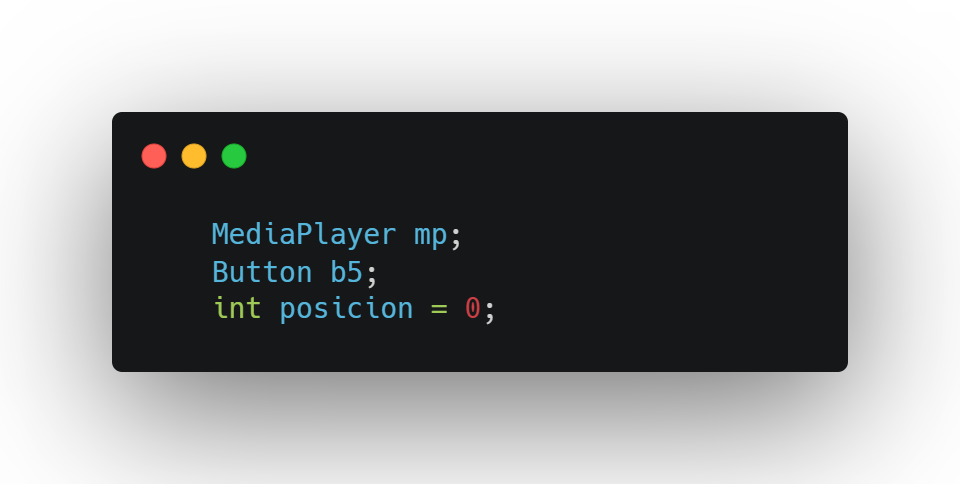 MediaPlayer mp;
Button b5;
int posicion = 0;